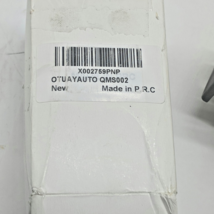 X002759PNP
OTUAYAUTO QMS002
New Made in P.R.C